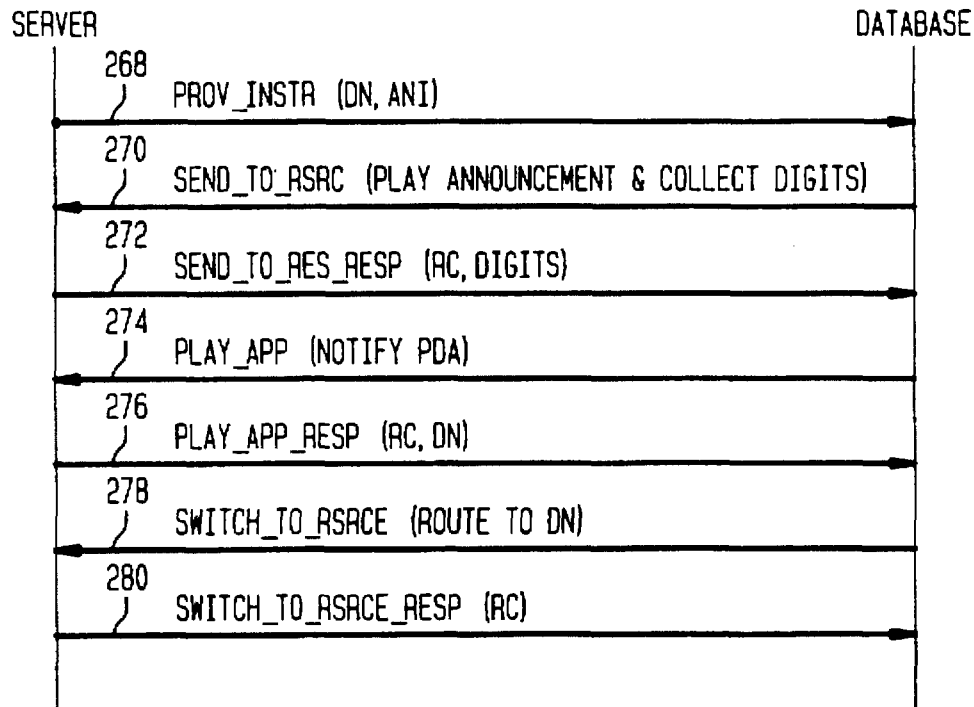 SERVER
DATABASE
268
PROV_INSTR (DN, ANI)
270
SEND_TO_RSRC (PLAY ANNOUNCEMENT & COLLECT DIGITS)
272
SEND_TO_RES_RESP (RC, DIGITS)
274
PLAY_APP (NOTIFY PDA)
276
PLAY_APP_RESP (RC, DN)
278
SWITCH_TO_RSRCE (ROUTE TO DN)
280
SWITCH_TO_RSRCE_RESP (RC)